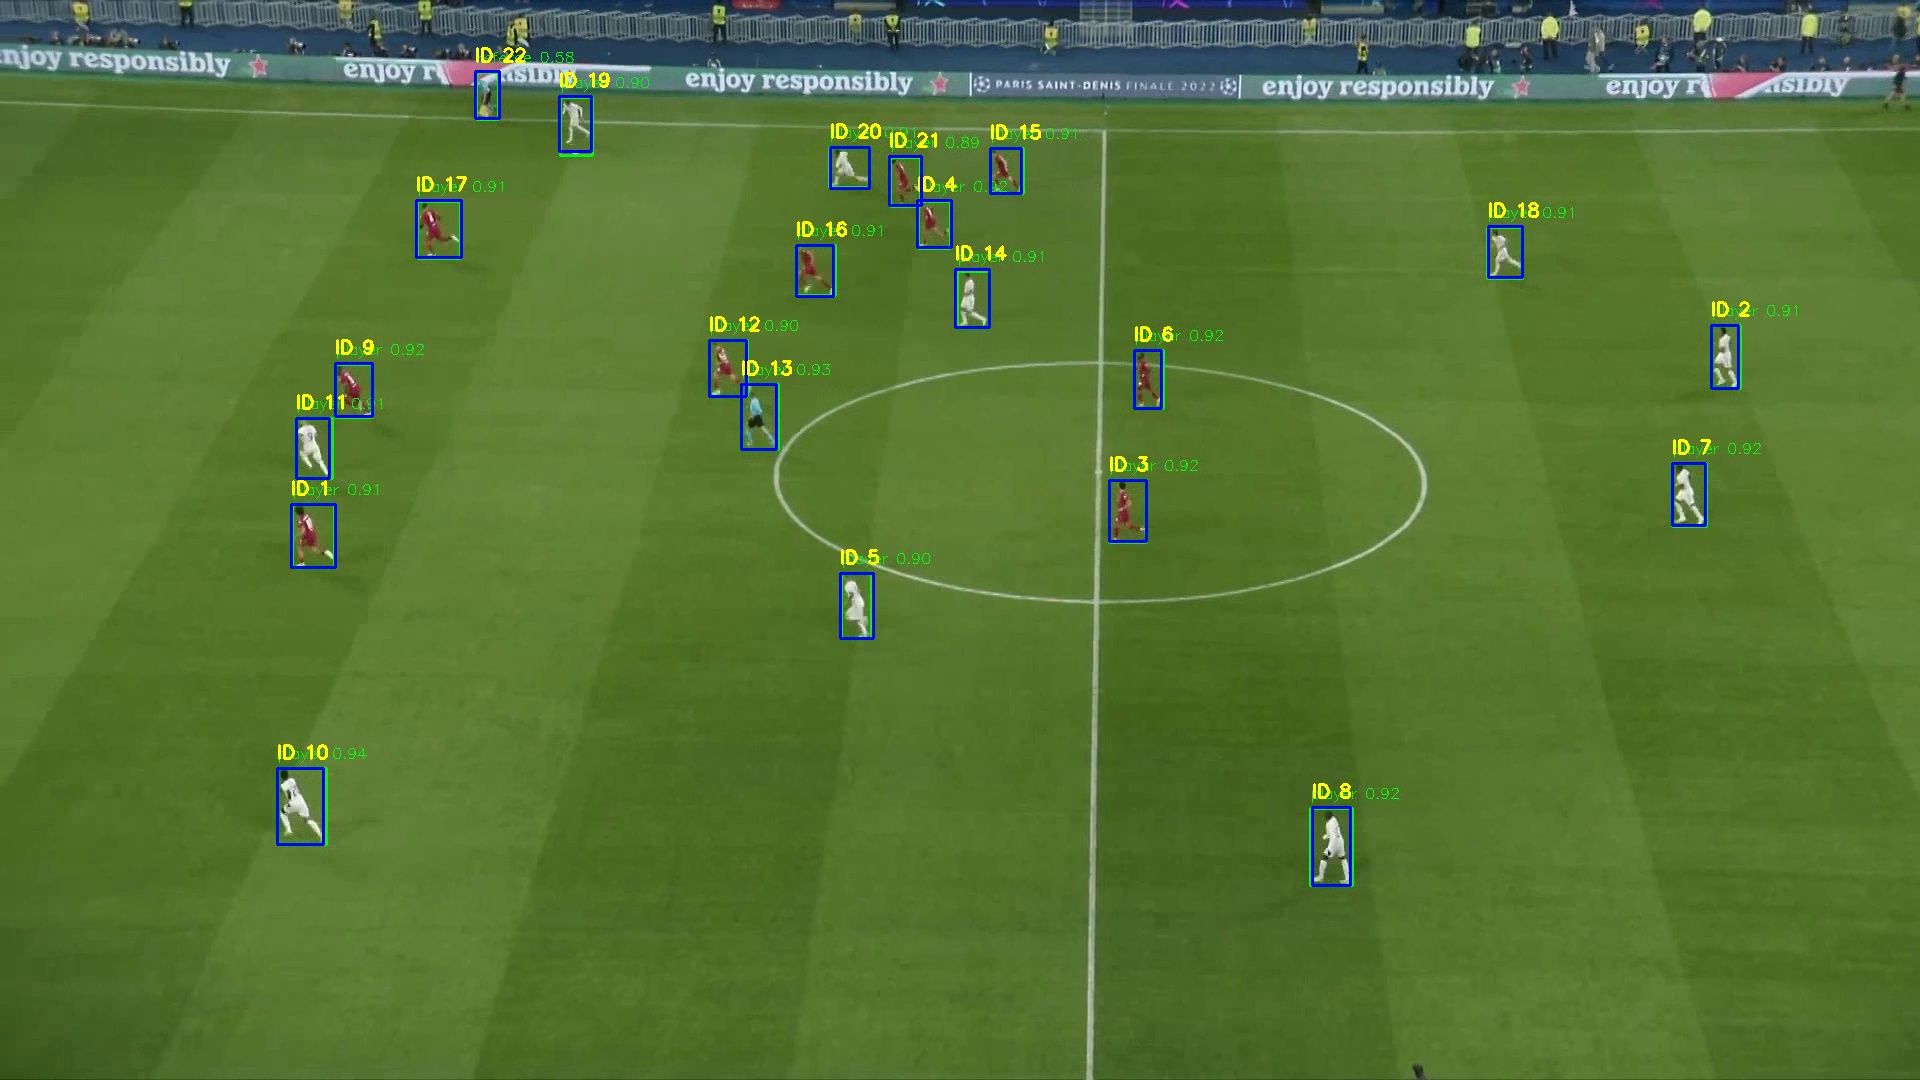 enjoy responsibly
enjoy r
nsibly
enjoy responsibly
PARIS SAINT-DENIS FINALE 2022
enjoy responsibly
enjoy r
nsibly
ID 22
0.58
ID 19
0.90
ID 20
ID 21
0.89
ID 15
0.91
ID 17
0.91
ID 4
ID 16
0.91
ID 18
0.91
ID 14
0.91
ID 2
0.91
ID 12
0.90
ID 6
0.92
ID 9
0.92
ID 13
0.93
ID 11
ID 7
0.92
ID 3
0.92
ID 1
0.91
ID 5
0.90
ID 10
0.94
ID 8
0.92